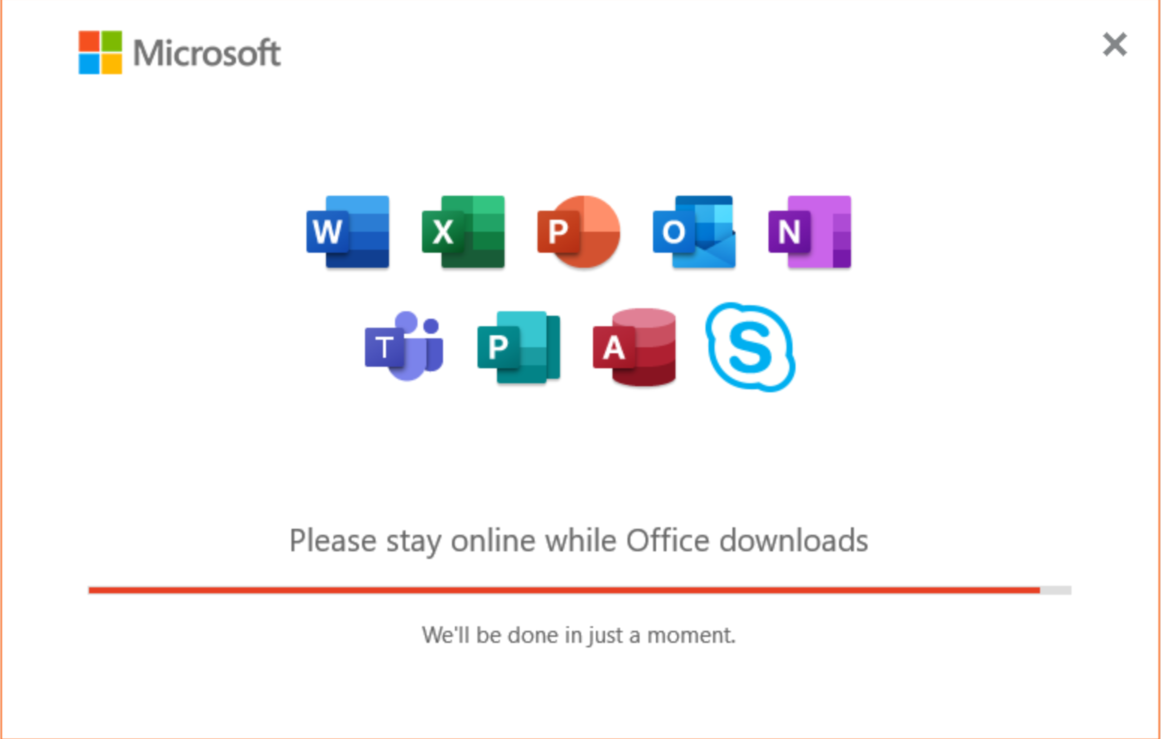 Microsoft
W X P O N
T P A S
Please stay online while Office downloads
We'll be done in just a moment.